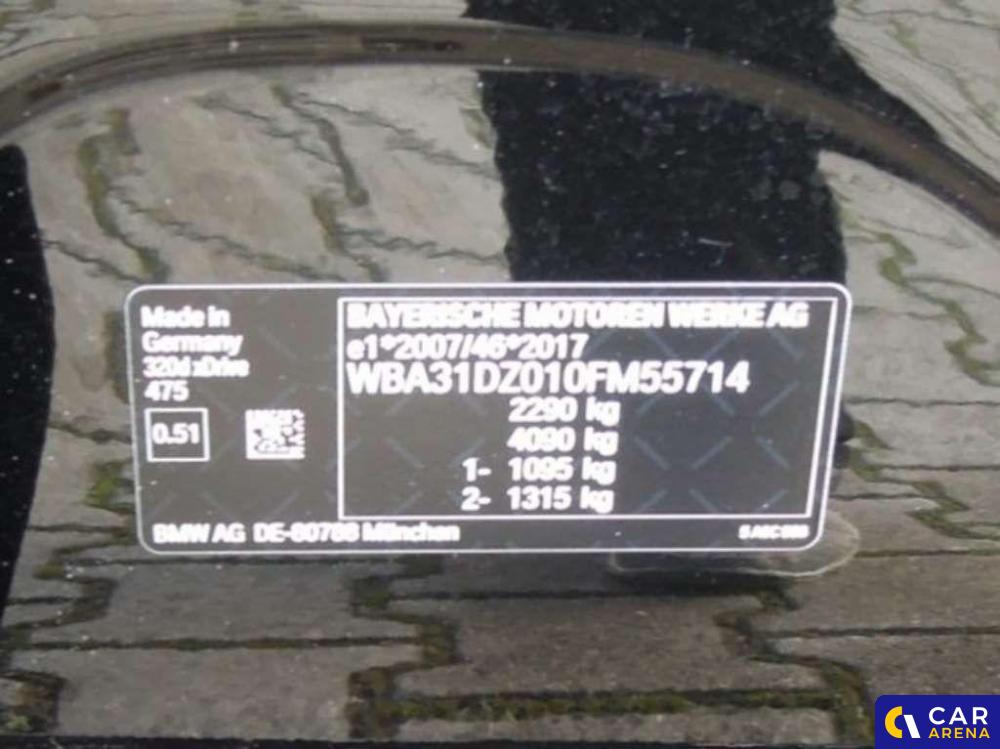 Made in
Germany
320d xDrive
475
0.51
BAYERISCHE MOTOREN WERKE AG
e1*2007/46*2017
WBA31DZ010FM55714
2290 kg
4090 kg
1- 1095 kg
2- 1315 kg
BMW AG DE-80788 München
CAR
ARENA